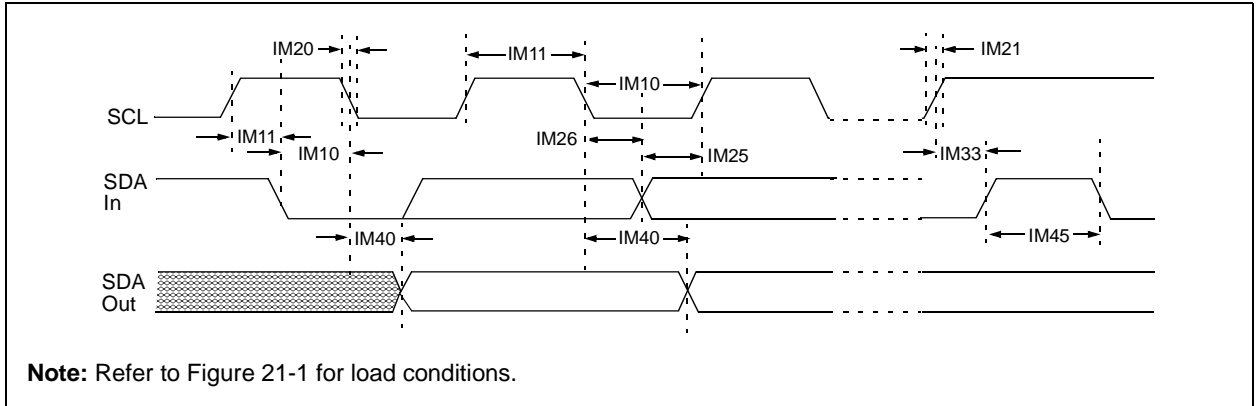 IM20
IM11
IM21
IM10
SCL
IM11
IM10
IM26
IM25
IM33
SDA
In
IM40
IM40
IM45
SDA
Out
Note: Refer to Figure 21-1 for load conditions.